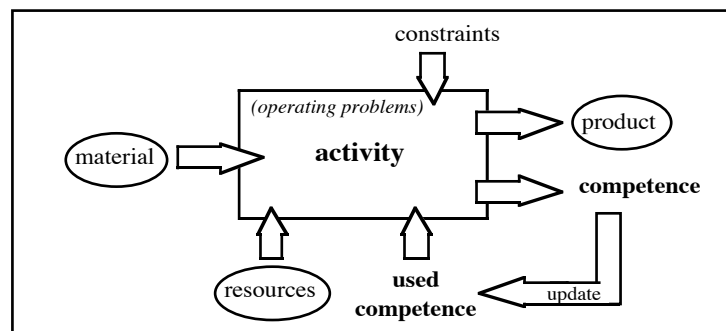 constraints
(operating problems)
product
activity
material
competence
used
competence
resources
update